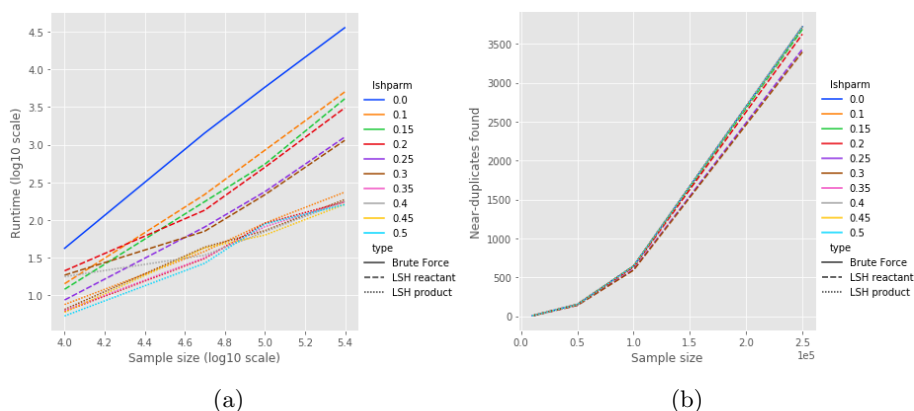 4.5
4.0
3.5
3.0
2.5
2.0
1.5
1.0
Runtime (log10 scale)
4.0 4.2 4.4 4.6 4.8 5.0 5.2 5.4
Sample size (log10 scale)
lshparm
0.0
0.1
0.15
0.2
0.25
0.3
0.35
0.4
0.45
0.5
type
Brute Force
LSH reactant
LSH product
(a)
3500
3000
2500
2000
1500
1000
500
0
Near-duplicates found
0.0 0.5 1.0 1.5 2.0 2.5
1e5
Sample size
lshparm
0.0
0.1
0.15
0.2
0.25
0.3
0.35
0.4
0.45
0.5
type
Brute Force
LSH reactant
LSH product
(b)